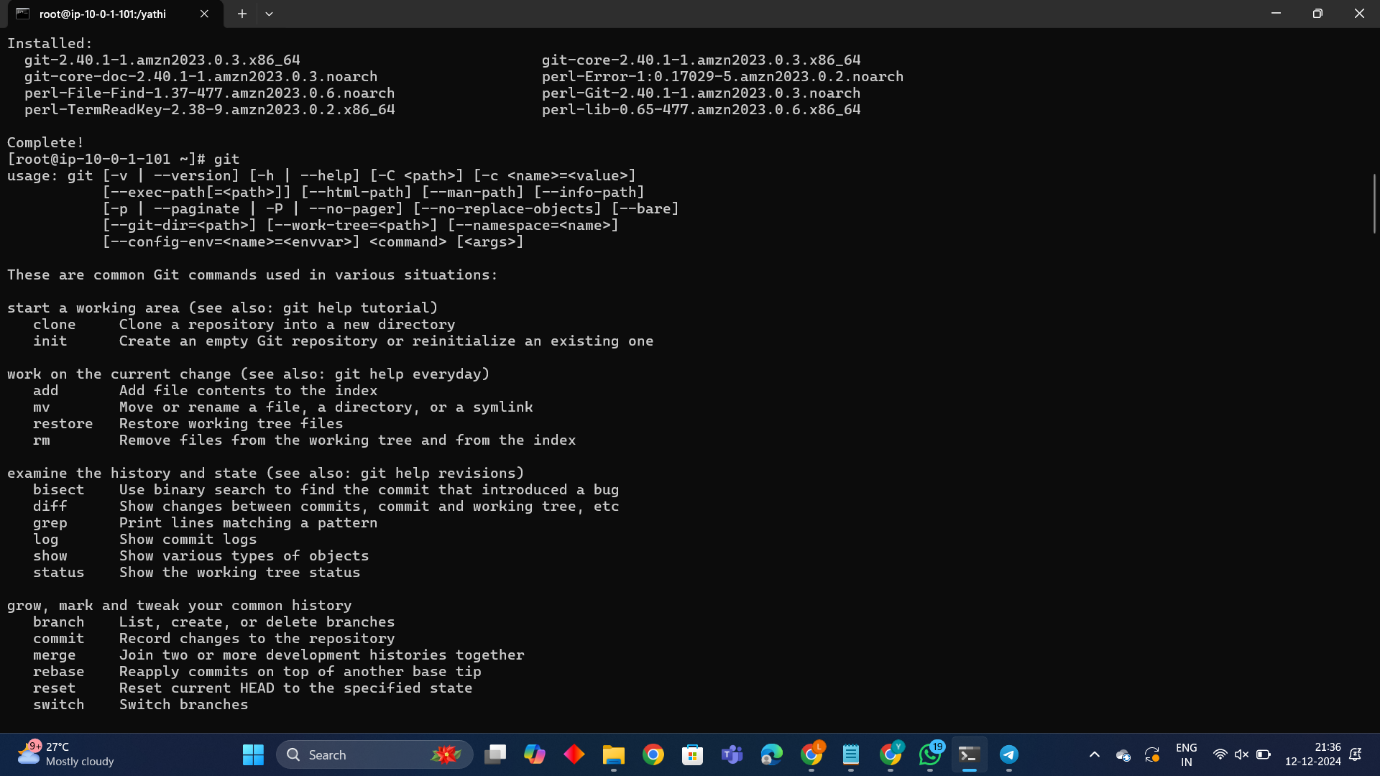 root@ip-10-0-1-101:/yathi
Installed:
git-2.40.1-1.amzn2023.0.3.x86_64 git-core-2.40.1-1.amzn2023.0.3.x86_64
git-core-doc-2.40.1-1.amzn2023.0.3.noarch perl-Error-1:0.17029-5.amzn2023.0.2.noarch
perl-File-Find-1.37-477.amzn2023.0.6.noarch perl-Git-2.40.1-1.amzn2023.0.3.noarch
perl-TermReadKey-2.38-9.amzn2023.0.2.x86_64 perl-lib-0.65-477.amzn2023.0.6.x86_64
Complete!
[root@ip-10-0-1-101 ~]# git
usage: git [-v | --version] [-h | --help] [-C <path>] [-c <name>=<value>]
[--exec-path[=<path>]] [--html-path] [--man-path] [--info-path]
[-p | --paginate | -P | --no-pager] [--no-replace-objects] [--bare]
[--git-dir=<path>] [--work-tree=<path>] [--namespace=<name>]
[--config-env=<name>=<envvar>] <command> [<args>]
These are common Git commands used in various situations:
start a working area (see also: git help tutorial)
clone Clone a repository into a new directory
init Create an empty Git repository or reinitialize an existing one
work on the current change (see also: git help everyday)
add Add file contents to the index
mv Move or rename a file, a directory, or a symlink
restore Restore working tree files
rm Remove files from the working tree and from the index
examine the history and state (see also: git help revisions)
bisect Use binary search to find the commit that introduced a bug
diff Show changes between commits, commit and working tree, etc
grep Print lines matching a pattern
log Show commit logs
show Show various types of objects
status Show the working tree status
grow, mark and tweak your common history
branch List, create, or delete branches
commit Record changes to the repository
merge Join two or more development histories together
rebase Reapply commits on top of another base tip
reset Reset current HEAD to the specified state
switch Switch branches
9+ 27°C
Mostly cloudy
Search
L
Y
19
ENG
IN
21:36
12-12-2024